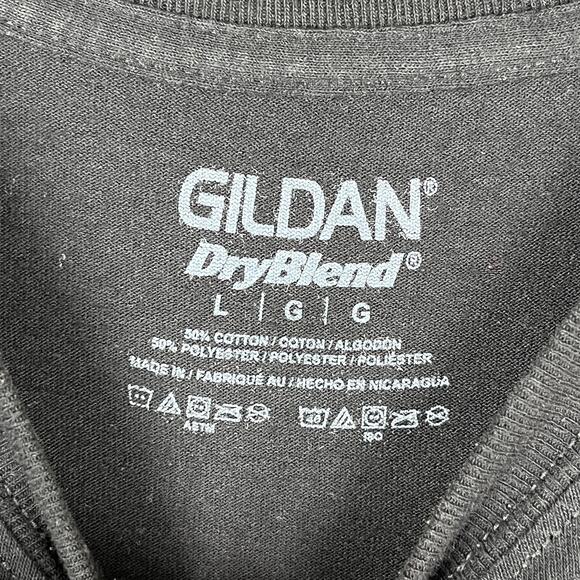 GILDAN®
DryBlend®
L | G | G
50% COTTON / COTON / ALGODÓN
50% POLYESTER / POLYESTER / POLIÉSTER
MADE IN / FABRIQUÉ AU / HECHO EN NICARAGUA
ASTM ISO